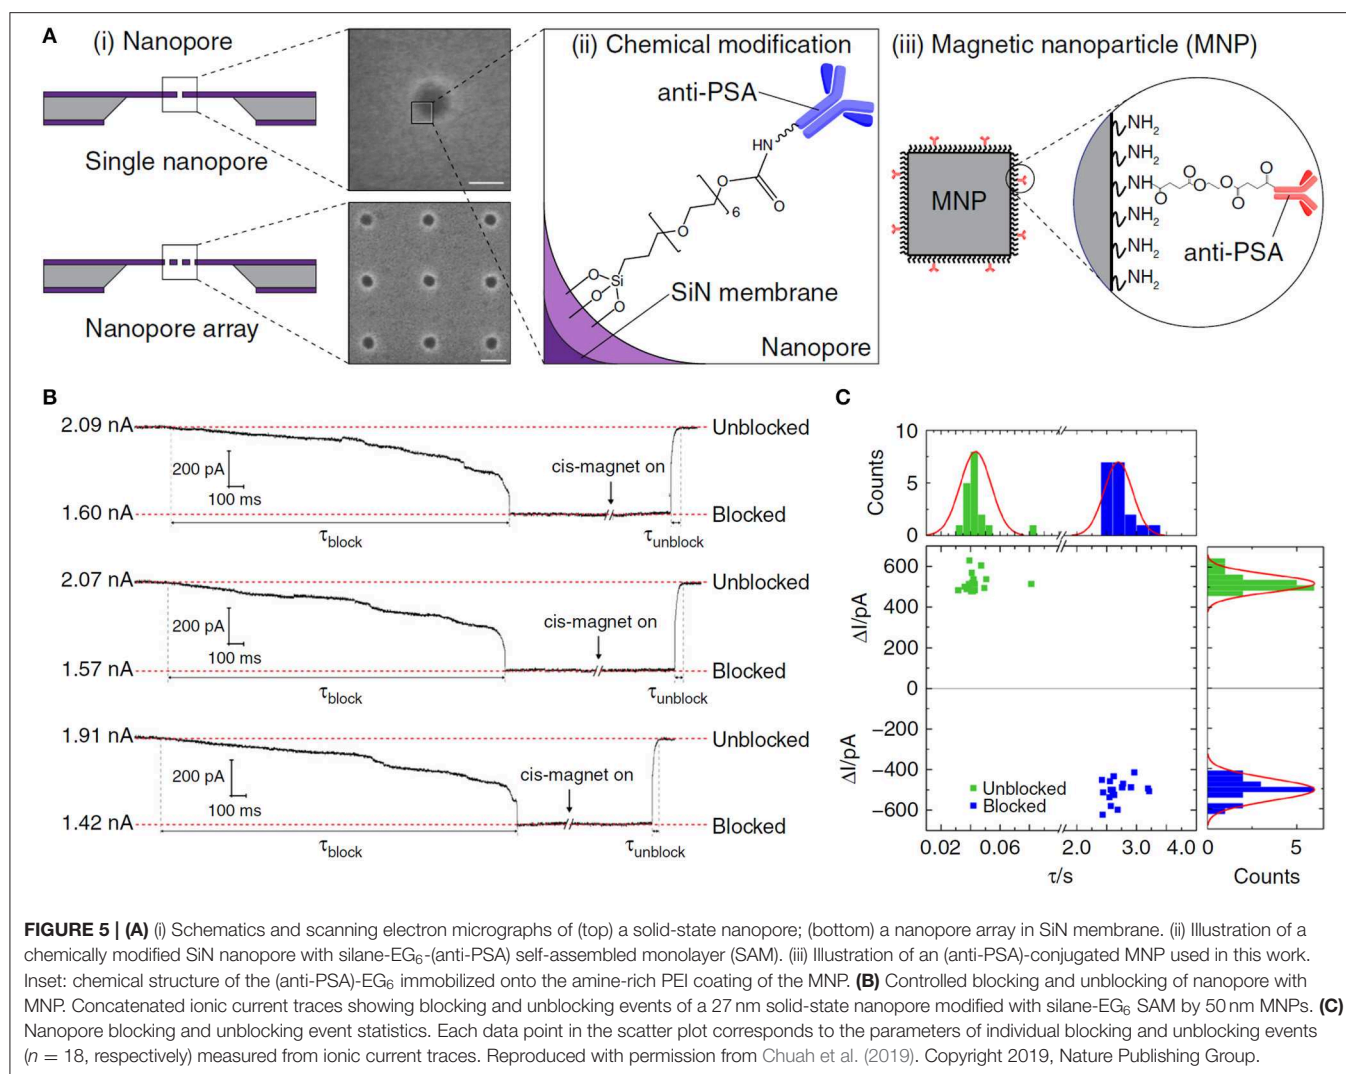 A
(i) Nanopore
Single nanopore
Nanopore array
(ii) Chemical modification
anti-PSA
HN
O
O
O
6
Si
O
O
O
SiN membrane
Nanopore
(iii) Magnetic nanoparticle (MNP)
MNP
NH2
NH2
NH
NH2
NH2
NH2
O
O
O
O
O
O
anti-PSA
B
2.09 nA
Unblocked
200 pA
100 ms
cis-magnet on
1.60 nA
Blocked
τblock
τunblock
2.07 nA
Unblocked
200 pA
100 ms
cis-magnet on
1.57 nA
Blocked
τblock
τunblock
1.91 nA
Unblocked
200 pA
100 ms
cis-magnet on
1.42 nA
Blocked
τblock
τunblock
C
10
5
0
Counts
600
400
0
−200
−400
−600
ΔI/pA
ΔI/pA
Unblocked
Blocked
0.02 0.06 2.0 3.0 4.0
τ/s
0 5
Counts
FIGURE 5 | (A) (i) Schematics and scanning electron micrographs of (top) a solid-state nanopore; (bottom) a nanopore array in SiN membrane. (ii) Illustration of a
chemically modified SiN nanopore with silane-EG6-(anti-PSA) self-assembled monolayer (SAM). (iii) Illustration of an (anti-PSA)-conjugated MNP used in this work.
Inset: chemical structure of the (anti-PSA)-EG6 immobilized onto the amine-rich PEI coating of the MNP. (B) Controlled blocking and unblocking of nanopore with
MNP. Concatenated ionic current traces showing blocking and unblocking events of a 27 nm solid-state nanopore modified with silane-EG6 SAM by 50 nm MNPs. (C)
Nanopore blocking and unblocking event statistics. Each data point in the scatter plot corresponds to the parameters of individual blocking and unblocking events
(n = 18, respectively) measured from ionic current traces. Reproduced with permission from Chuah et al. (2019). Copyright 2019, Nature Publishing Group.